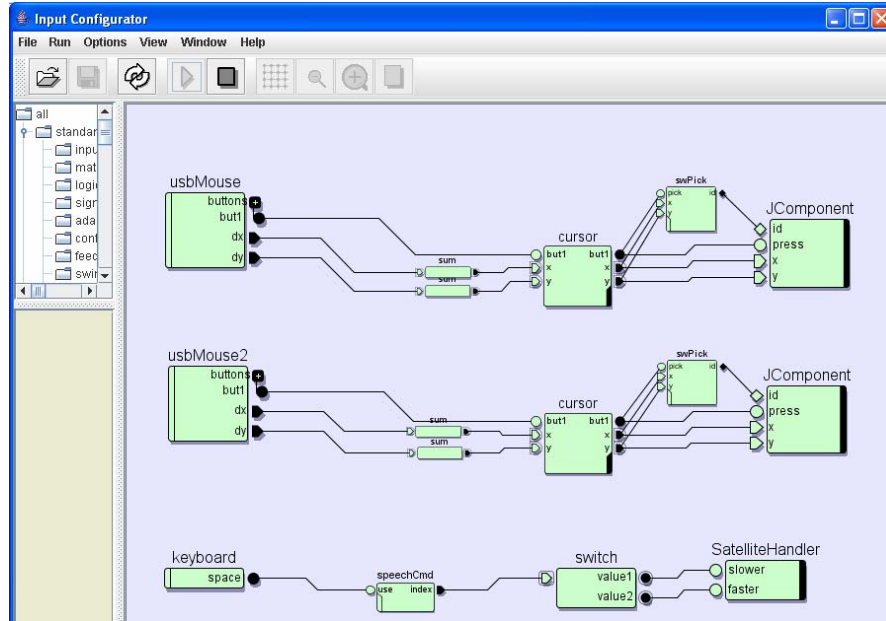 Input Configurator
File Run Options View Window Help
all
standar
inpu
mat
logi
sign
ada
conf
feed
swin
usbMouse
buttons
but1
dx
dy
sum
sum
cursor
but1 but1
x x
y y
swPick
pick id
x
y
JComponent
id
press
x
y
usbMouse2
buttons
but1
dx
dy
sum
sum
cursor
but1 but1
x x
y y
swPick
pick id
x
y
JComponent
id
press
x
y
keyboard
space
speechCmd
use index
switch
value1
value2
SatelliteHandler
slower
faster